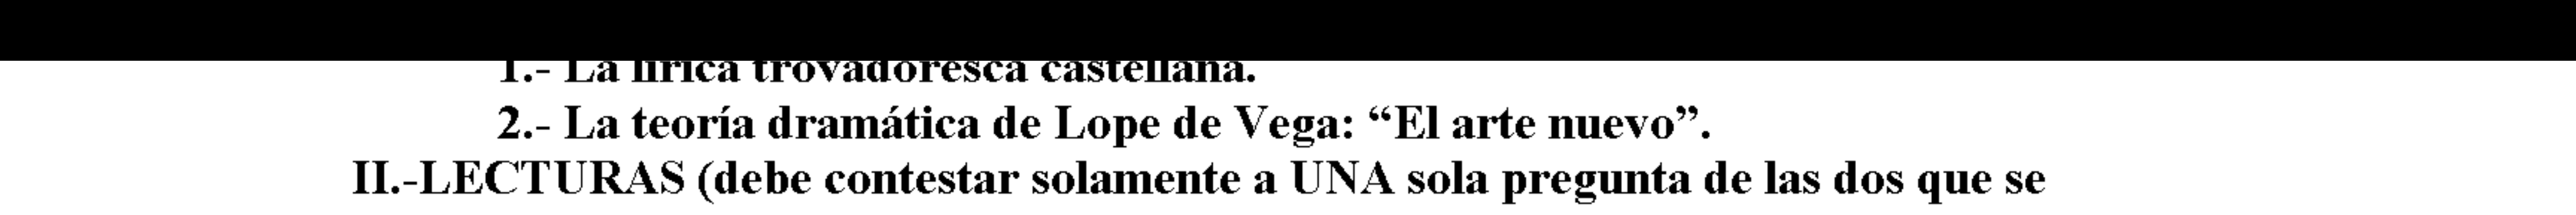 1.- La lírica trovadoresca castellana.
2.- La teoría dramática de Lope de Vega: “El arte nuevo”.
II.-LECTURAS (debe contestar solamente a UNA sola pregunta de las dos que se